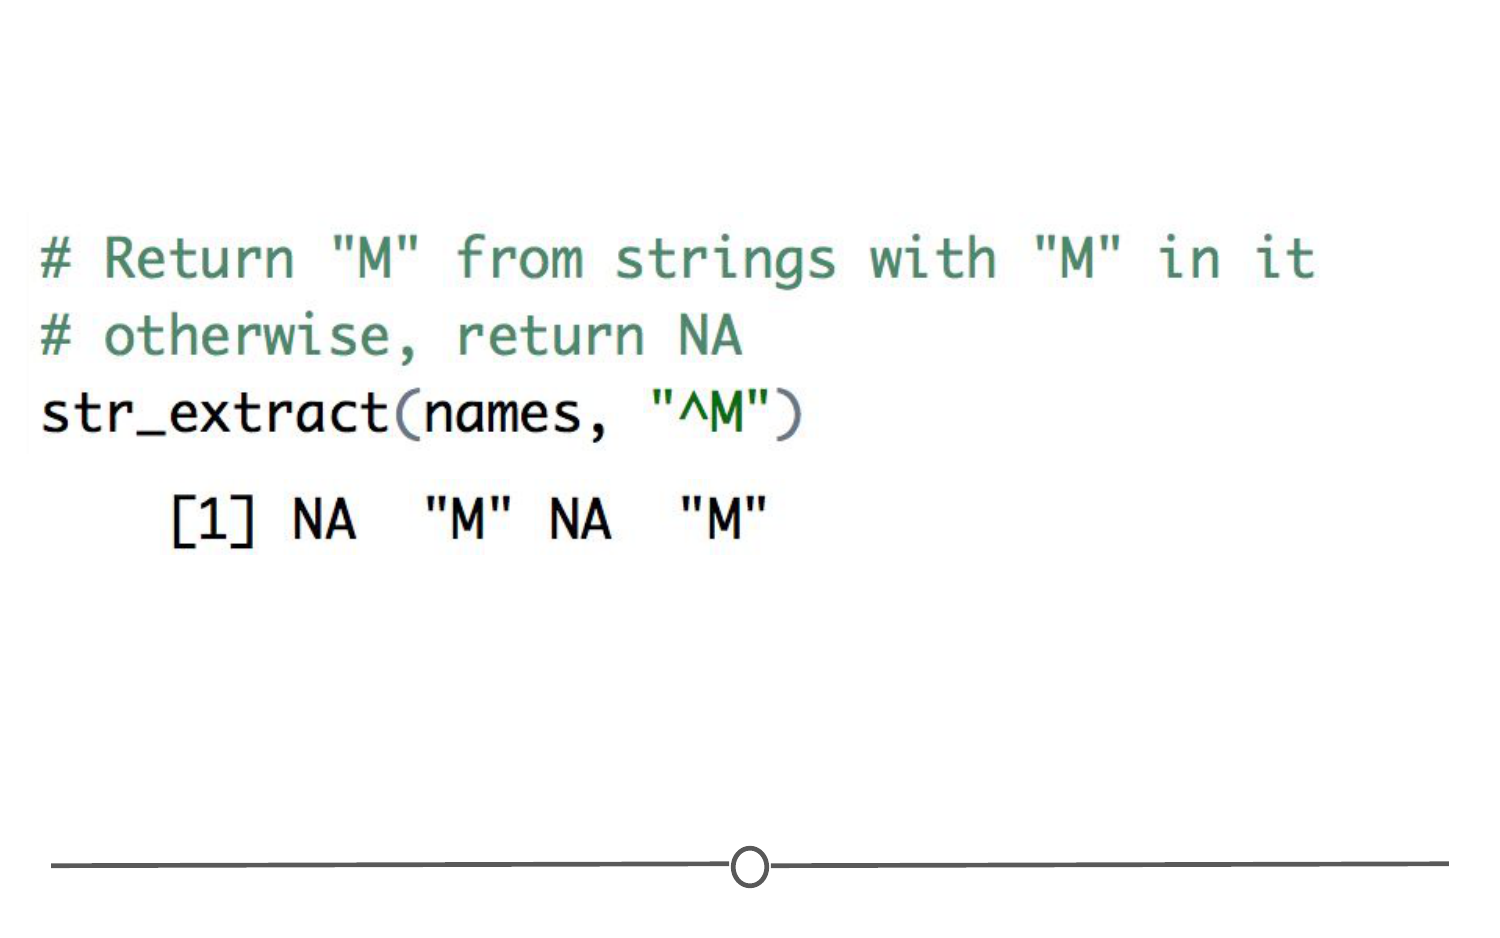 # Return "M" from strings with "M" in it
# otherwise, return NA
str_extract(names, "^M")
[1] NA  "M" NA  "M"